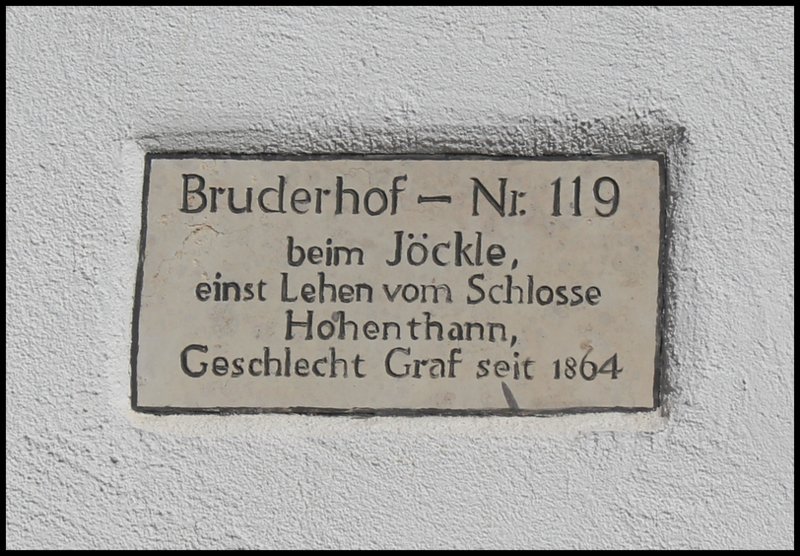 Bruderhof – Nr. 119
beim Jöckle,
einst Lehen vom Schlosse
Hohenthann,
Geschlecht Graf seit 1864